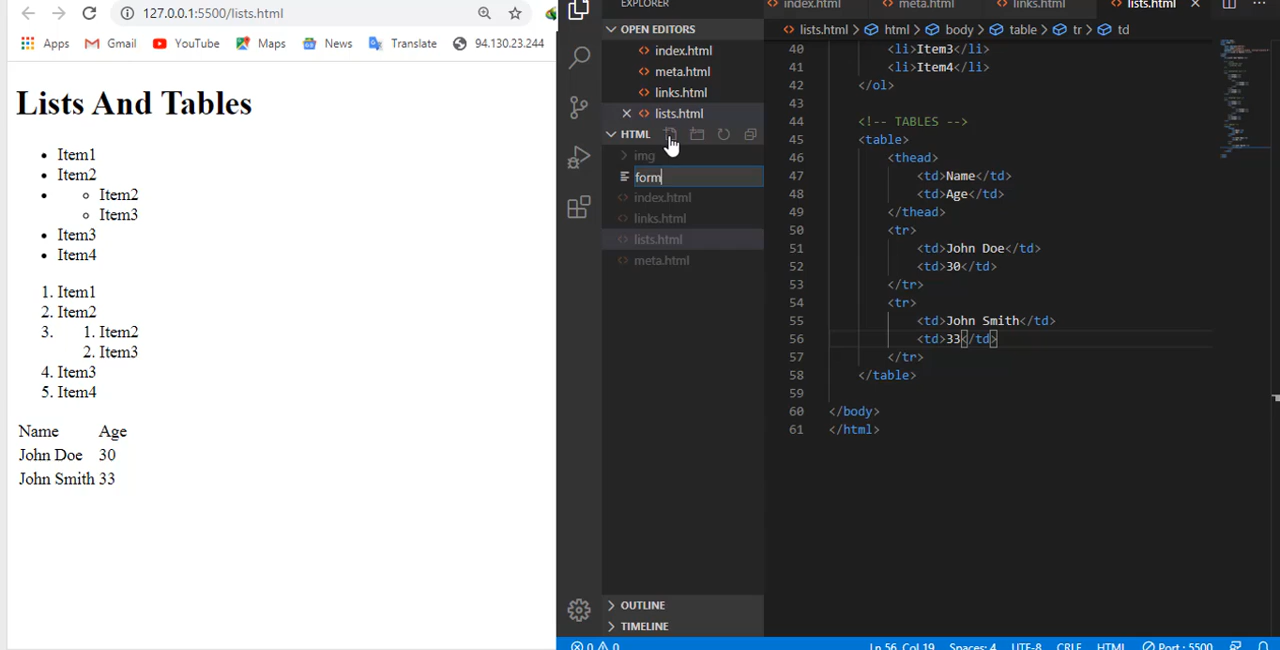 127.0.0.1:5500/lists.html
Apps Gmail YouTube Maps News Translate 94.130.23.244
Lists And Tables
• Item1
• Item2
• ◦ Item2
◦ Item3
• Item3
• Item4
1. Item1
2. Item2
3. 1. Item2
2. Item3
4. Item3
5. Item4
Name Age
John Doe 30
John Smith 33
EXPLORER
OPEN EDITORS
index.html
meta.html
links.html
lists.html
HTML
img
form
index.html
links.html
lists.html
meta.html
OUTLINE
TIMELINE
index.html meta.html links.html lists.html
lists.html > html > body > table > tr > td
40 <li>Item3</li>
41 <li>Item4</li>
42 </ol>
43
44 <!-- TABLES -->
45 <table>
46 <thead>
47 <td>Name</td>
48 <td>Age</td>
49 </thead>
50 <tr>
51 <td>John Doe</td>
52 <td>30</td>
53 </tr>
54 <tr>
55 <td>John Smith</td>
56 <td>33</td>
57 </tr>
58 </table>
59
60 </body>
61 </html>
0 0 Ln 56, Col 19 Spaces: 4 UTF-8 CRLF HTML Port : 5500